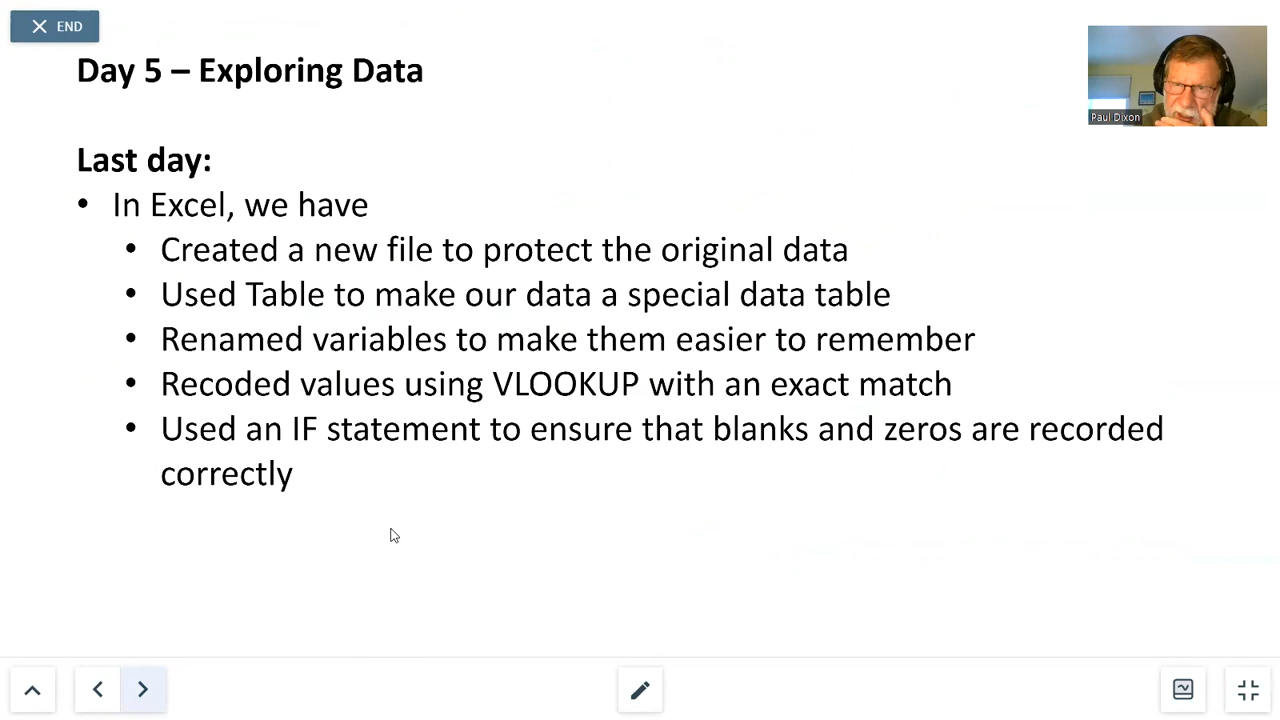 END
Day 5 – Exploring Data
Paul Dixon
Last day:
• In Excel, we have
• Created a new file to protect the original data
• Used Table to make our data a special data table
• Renamed variables to make them easier to remember
• Recoded values using VLOOKUP with an exact match
• Used an IF statement to ensure that blanks and zeros are recorded
correctly